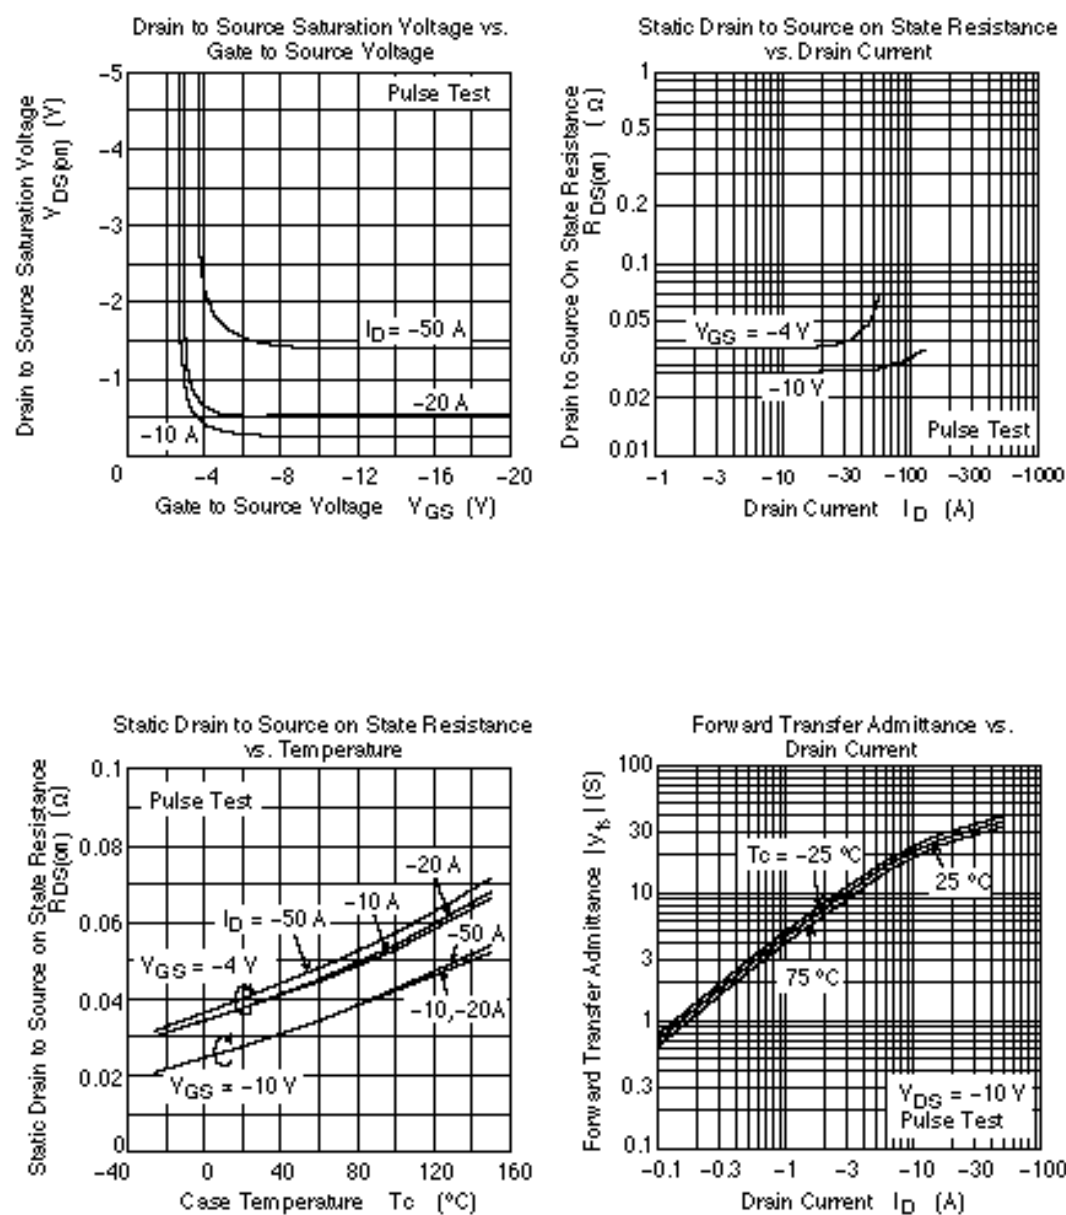 Drain to Source Saturation Voltage vs.
Gate to Source Voltage
Drain to Source Saturation Voltage
V DS(on) (V)
-5
-4
-3
-2
-1
0
Pulse Test
I D = -50 A
-20 A
-10 A
-4
-8
-12
-16
-20
Gate to Source Voltage V GS (V)
Static Drain to Source on State Resistance
vs. Drain Current
Drain to Source On State Resistance
R DS(on) ( Ω )
1
0.5
0.2
0.1
0.05
0.02
0.01
V GS = -4 V
-10 V
Pulse Test
-1
-3
-10
-30
-100
-300
-1000
Drain Current I D (A)
Static Drain to Source on State Resistance
vs. Temperature
Static Drain to Source on State Resistance
R DS(on) (Ω)
0.1
0.08
0.06
0.04
0.02
0
Pulse Test
-20 A
-10 A
I D = -50 A
-50 A
V GS = -4 V
-10,-20A
V GS = -10 V
-40
0
40
80
120
160
Case Temperature Tc (°C)
Forward Transfer Admittance vs.
Drain Current
Forward Transfer Admittance |y fs | (S)
100
30
10
3
1
0.3
0.1
Tc = -25 °C
25 °C
75 °C
V DS = -10 V
Pulse Test
-0.1
-0.3
-1
-3
-10
-30
-100
Drain Current I D (A)